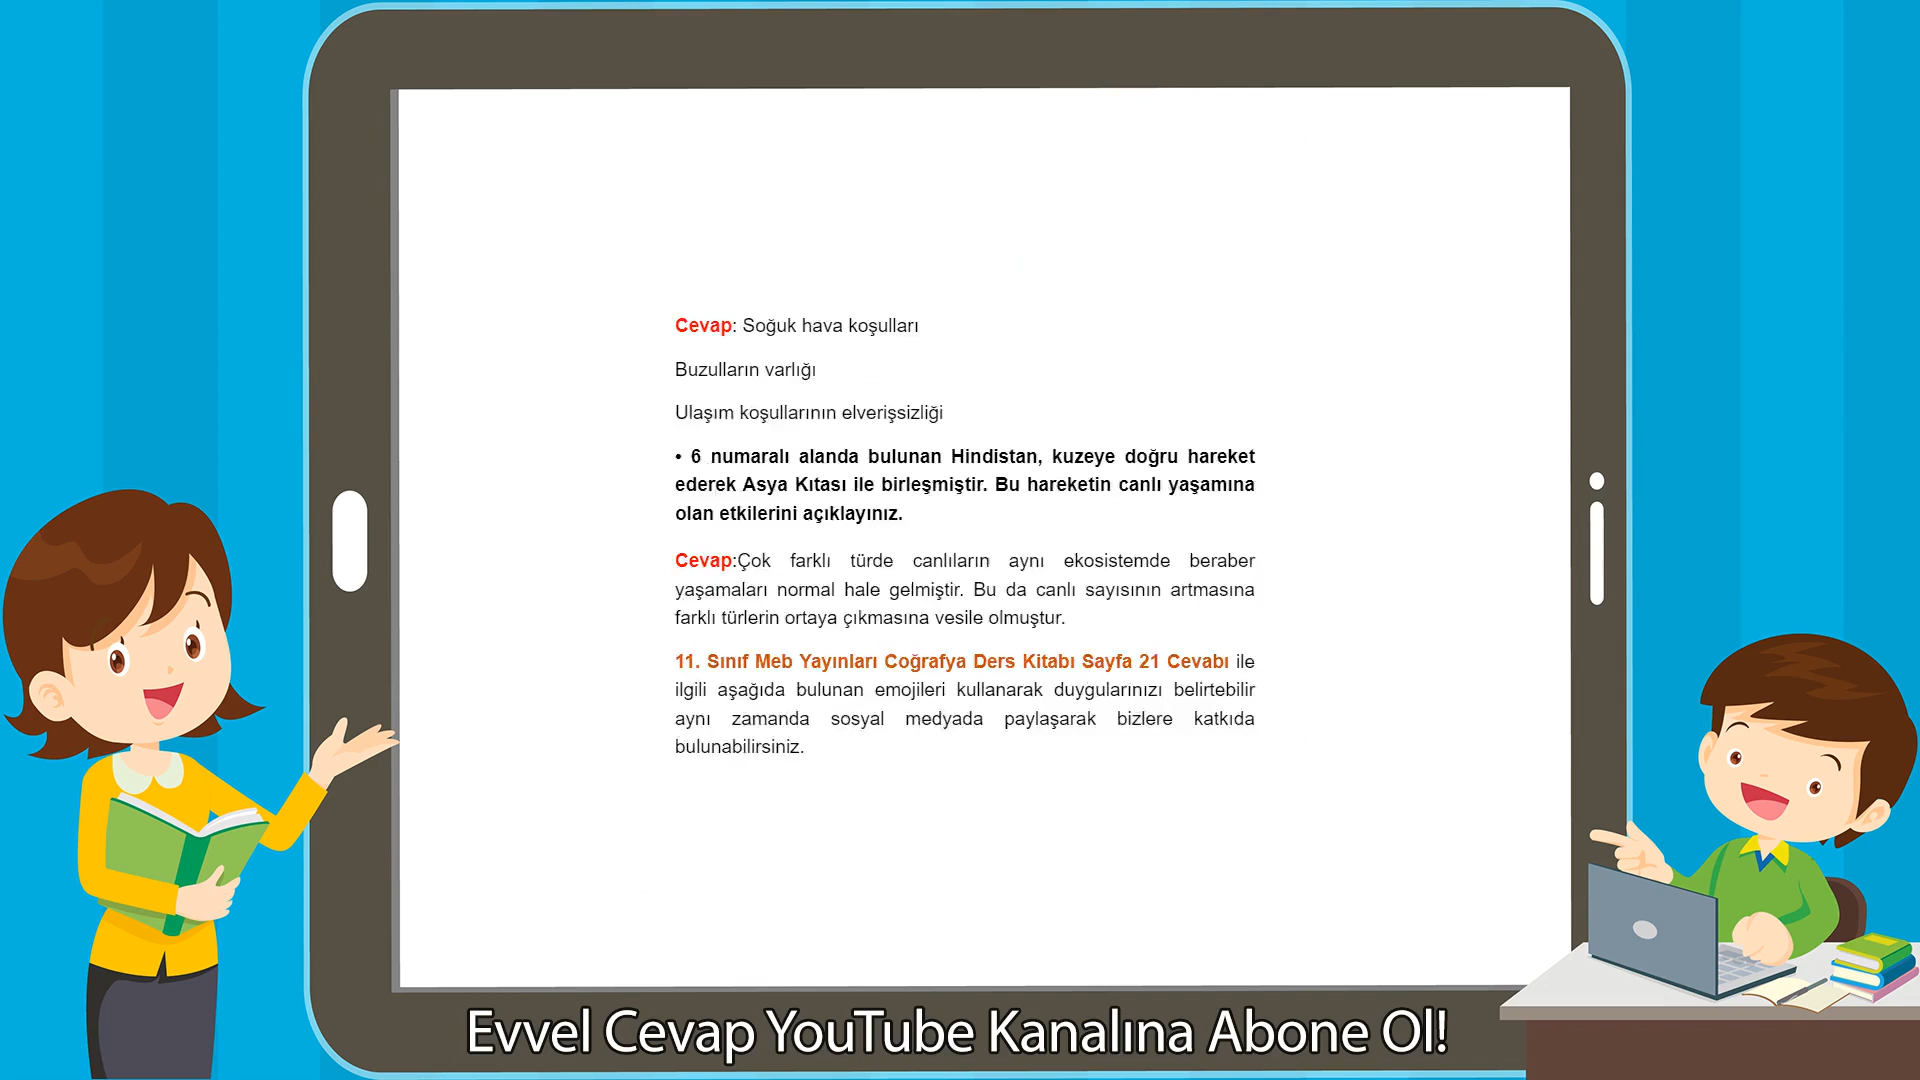 Cevap: Soğuk hava koşulları
Buzulların varlığı
Ulaşım koşullarının elverişsizliği
• 6 numaralı alanda bulunan Hindistan, kuzeye doğru hareket
ederek Asya Kıtası ile birleşmiştir. Bu hareketin canlı yaşamına
olan etkilerini açıklayınız.
Cevap:Çok farklı türde canlıların aynı ekosistemde beraber
yaşamaları normal hale gelmiştir. Bu da canlı sayısının artmasına
farklı türlerin ortaya çıkmasına vesile olmuştur.
11. Sınıf Meb Yayınları Coğrafya Ders Kitabı Sayfa 21 Cevabı ile
ilgili aşağıda bulunan emojileri kullanarak duygularınızı belirtebilir
aynı zamanda sosyal medyada paylaşarak bizlere katkıda
bulunabilirsiniz.
Evvel Cevap YouTube Kanalına Abone Ol!